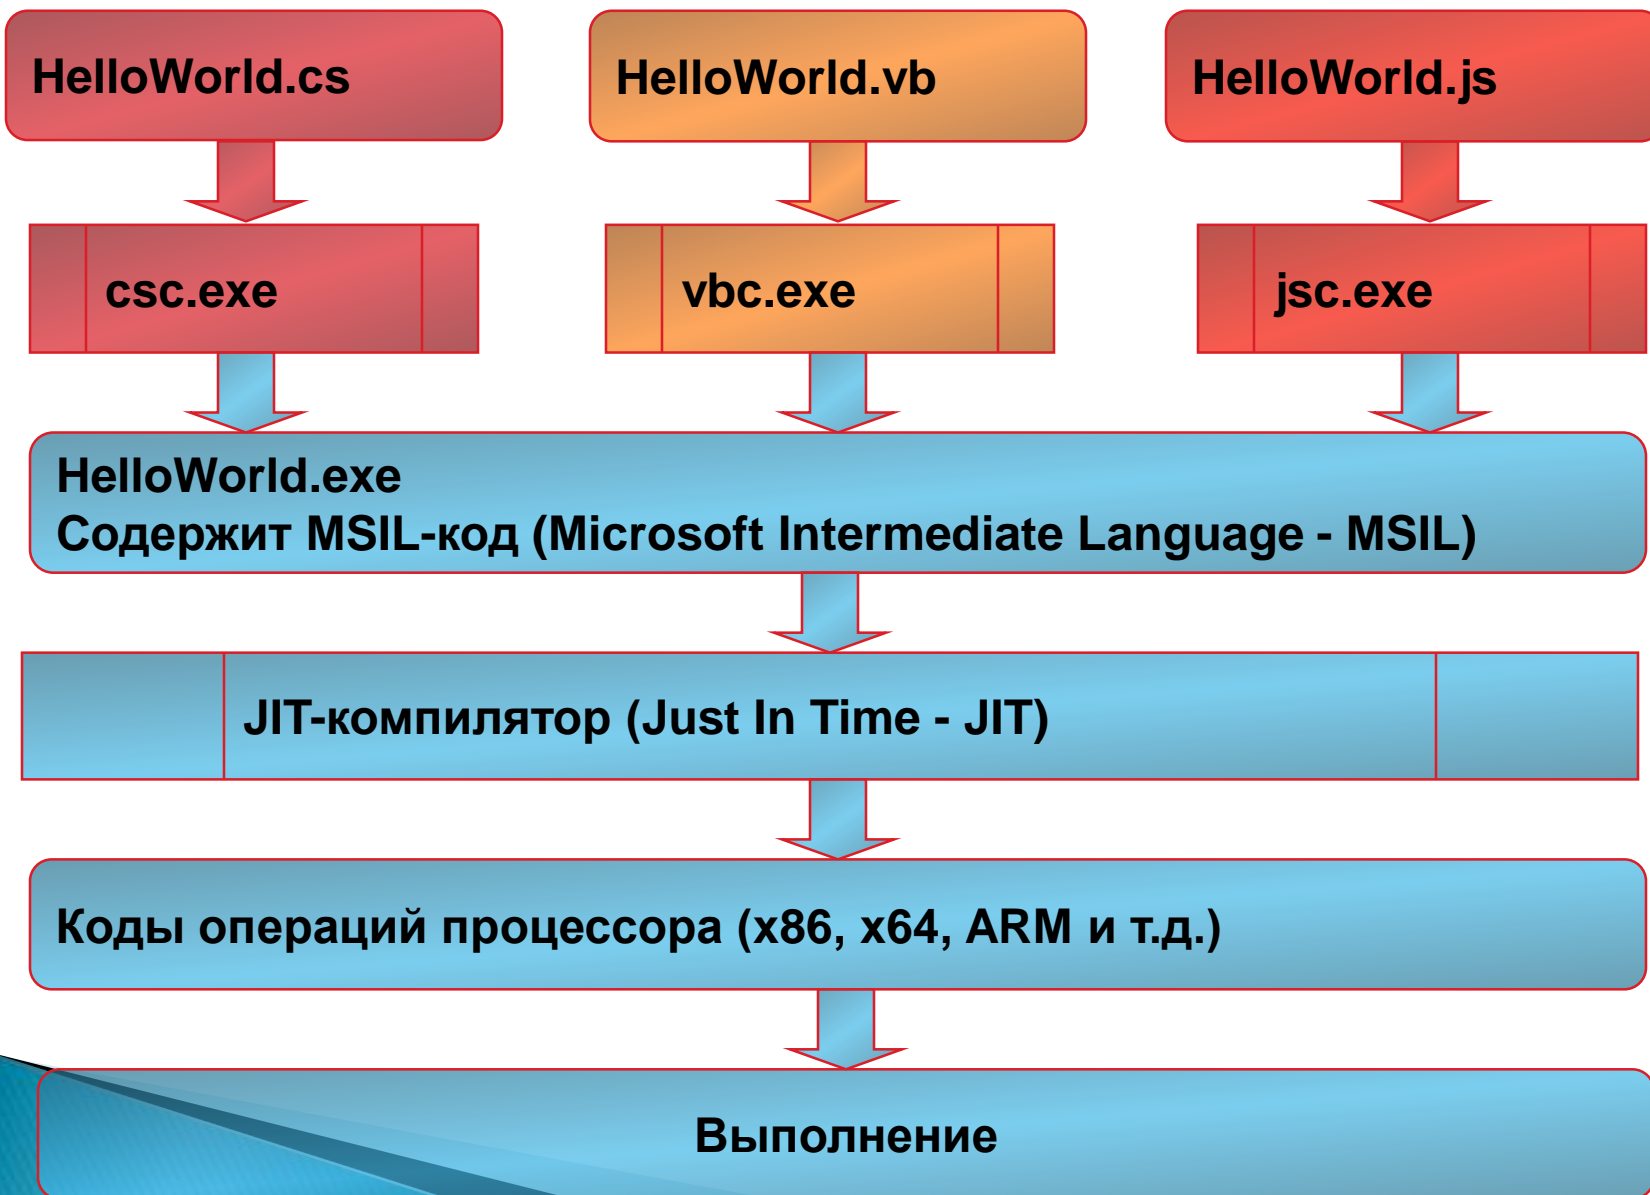 HelloWorld.cs
HelloWorld.vb
HelloWorld.js
csc.exe
vbc.exe
jsc.exe
HelloWorld.exe
Содержит MSIL-код (Microsoft Intermediate Language - MSIL)
JIT-компилятор (Just In Time - JIT)
Коды операций процессора (x86, x64, ARM и т.д.)
Выполнение